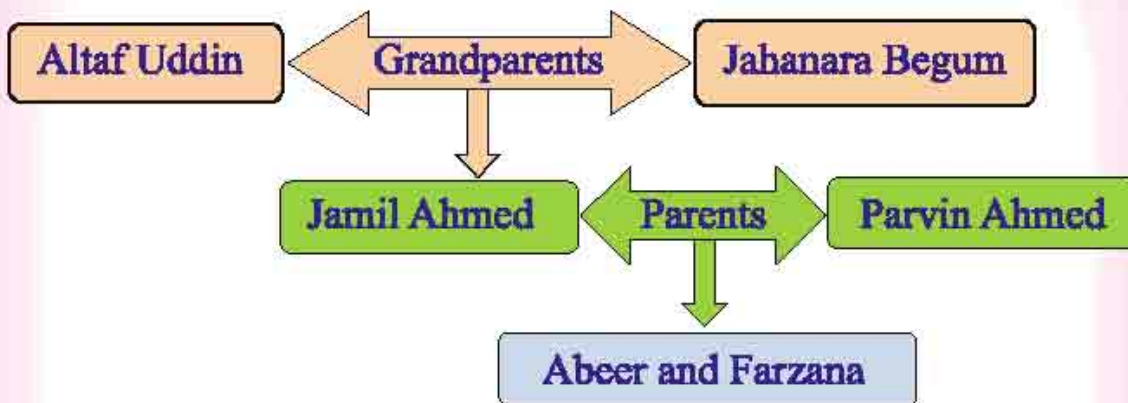 Altaf Uddin Grandparents Jahanara Begum
Jamil Ahmed Parents Parvin Ahmed
Abeer and Farzana